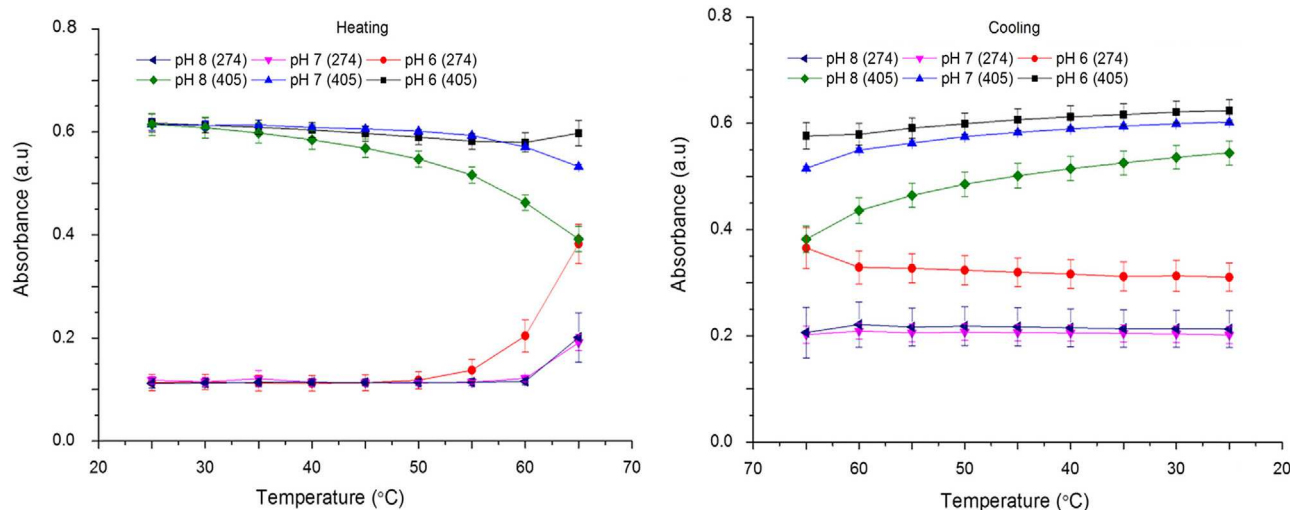 Heating
pH 8 (274) pH 7 (274) pH 6 (274)
pH 8 (405) pH 7 (405) pH 6 (405)
0.8
0.6
0.4
0.2
0.0
Absorbance (a.u)
20 30 40 50 60 70
Temperature (°C)
Cooling
pH 8 (274) pH 7 (274) pH 6 (274)
pH 8 (405) pH 7 (405) pH 6 (405)
0.8
0.6
0.4
0.2
0.0
Absorbance (a.u)
70 60 50 40 30 20
Temperature (°C)